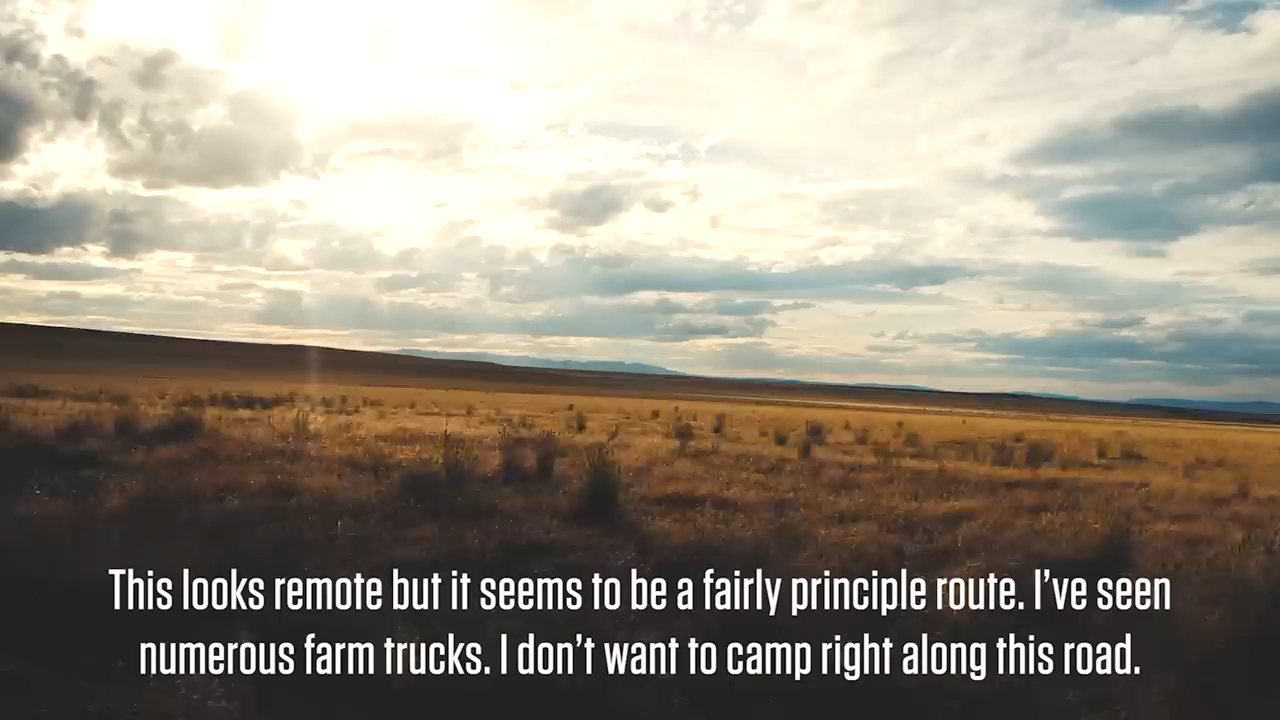 This looks remote but it seems to be a fairly principle route. I’ve seen
numerous farm trucks. I don’t want to camp right along this road.